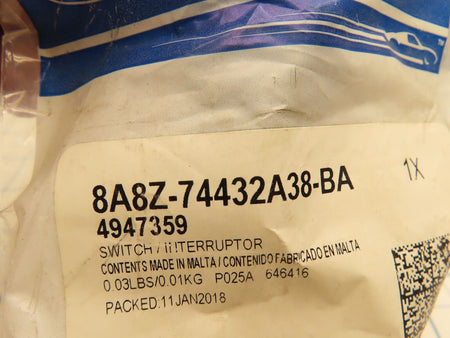 8A8Z-74432A38-BA
1X
4947359
SWITCH / INTERRUPTOR
CONTENTS MADE IN MALTA / CONTENIDO FABRICADO EN MALTA
0.03LBS/0.01KG P025A 646416
PACKED:11JAN2018
TM